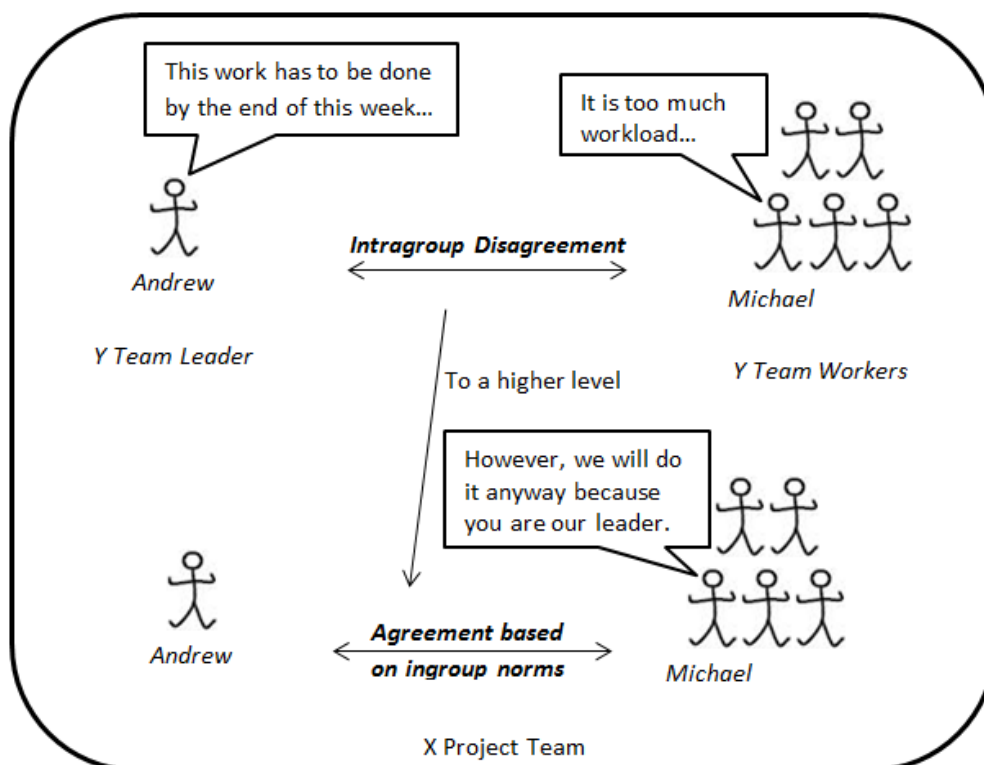 This work has to be done
by the end of this week...
It is too much
workload...
Intragroup Disagreement
Andrew
Michael
Y Team Leader
Y Team Workers
To a higher level
However, we will do
it anyway because
you are our leader.
Agreement based
on ingroup norms
Andrew
Michael
X Project Team